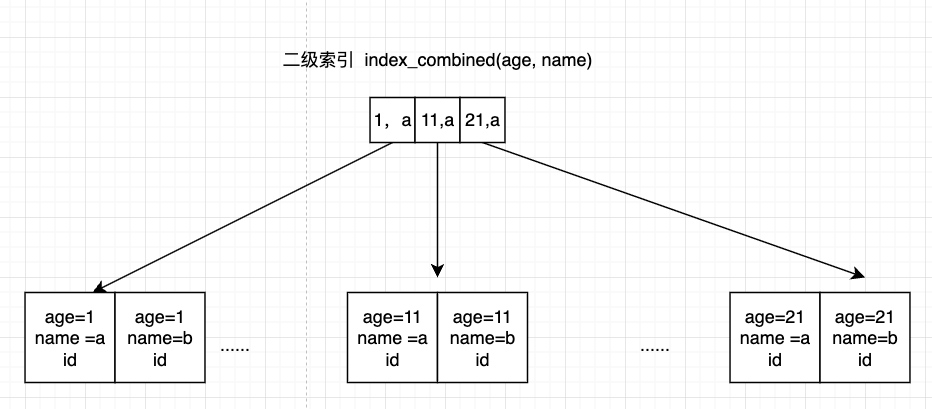 二级索引 index_combined(age, name)
1，a 11,a 21,a
age=1
name =a
id
age=1
name=b
id
......
age=11
name =a
id
age=11
name=b
id
......
age=21
name =a
id
age=21
name=b
id